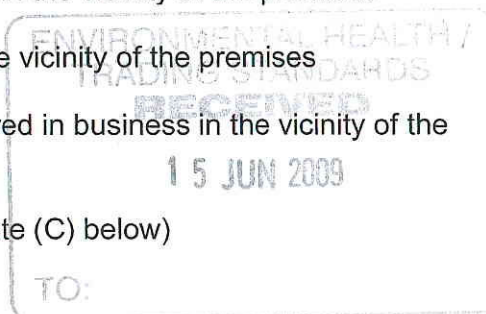 ENVIRONMENTAL HEALTH /
e vicinity of the premises
TRADING STANDARDS
RECEIVED
ed in business in the vicinity of the
15 JUN 2009
te (C) below)
TO: